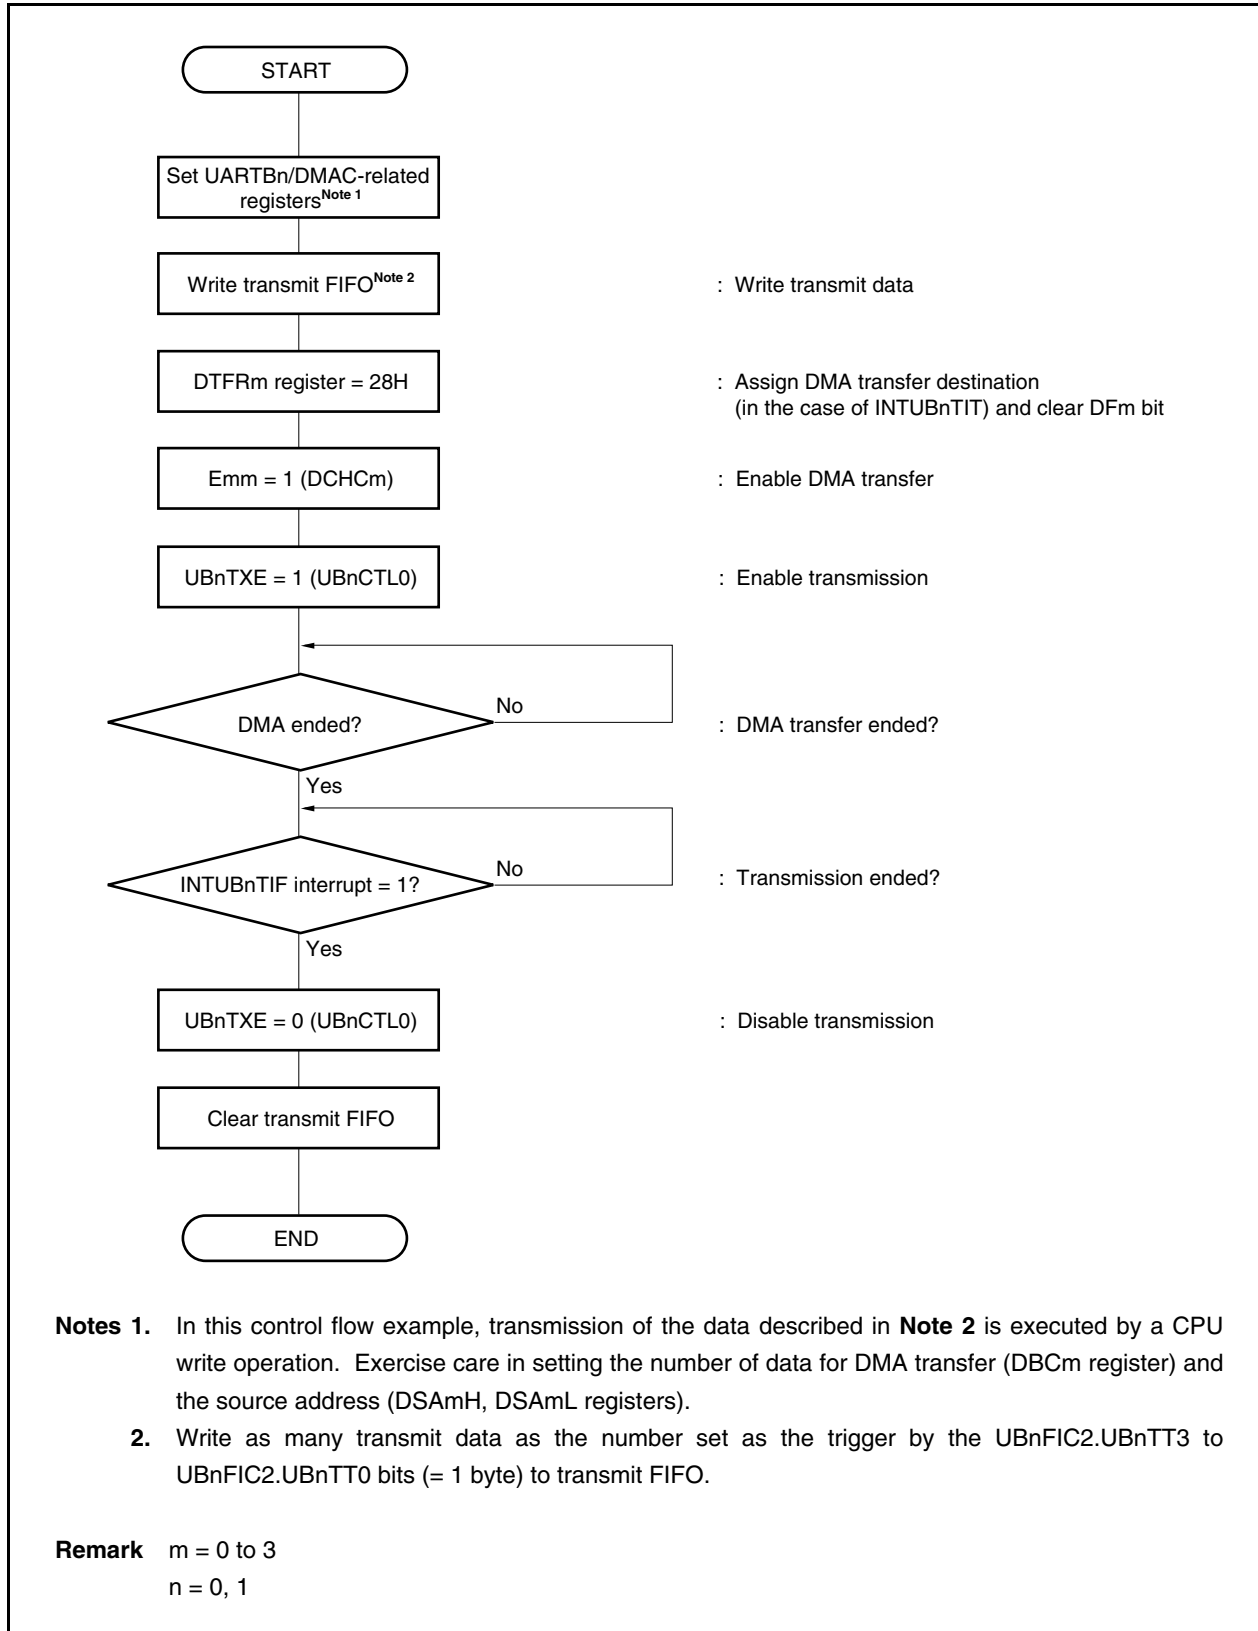 START
Set UARTBn/DMAC-related
registersNote 1
Write transmit FIFONote 2
: Write transmit data
DTFRm register = 28H
: Assign DMA transfer destination
(in the case of INTUBnTIT) and clear DFm bit
Emm = 1 (DCHCm)
: Enable DMA transfer
UBnTXE = 1 (UBnCTL0)
: Enable transmission
No
DMA ended?
: DMA transfer ended?
Yes
No
INTUBnTIF interrupt = 1?
: Transmission ended?
Yes
UBnTXE = 0 (UBnCTL0)
: Disable transmission
Clear transmit FIFO
END
Notes 1. In this control flow example, transmission of the data described in Note 2 is executed by a CPU
write operation. Exercise care in setting the number of data for DMA transfer (DBCm register) and
the source address (DSAmH, DSAmL registers).
2. Write as many transmit data as the number set as the trigger by the UBnFIC2.UBnTT3 to
UBnFIC2.UBnTT0 bits (= 1 byte) to transmit FIFO.
Remark m = 0 to 3
n = 0, 1